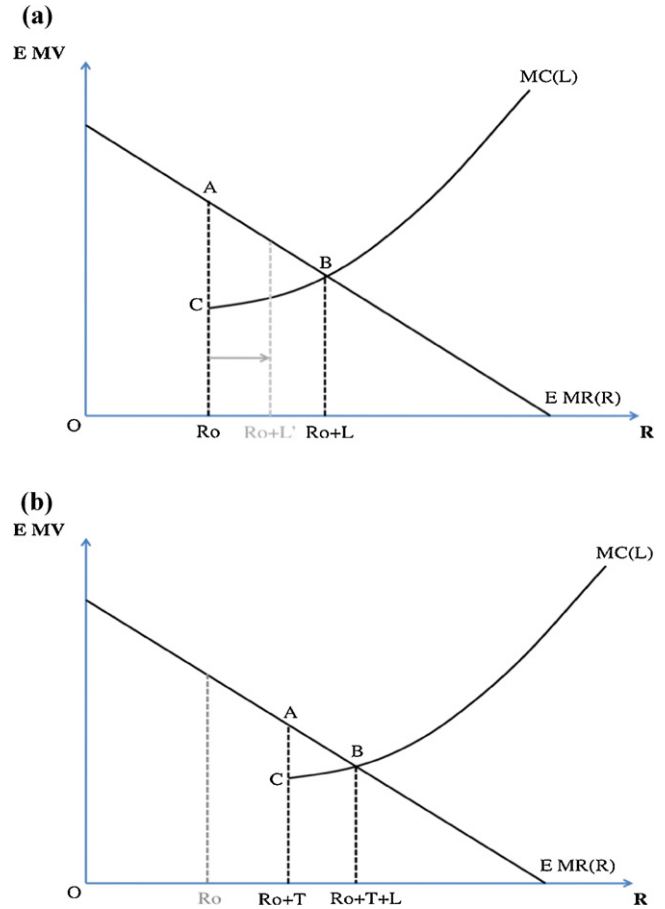 (a)
E MV
MC(L)
A
B
C
E MR(R)
O
Ro
Ro+L'
Ro+L
R
(b)
E MV
MC(L)
A
B
C
E MR(R)
O
Ro
Ro+T
Ro+T+L
R